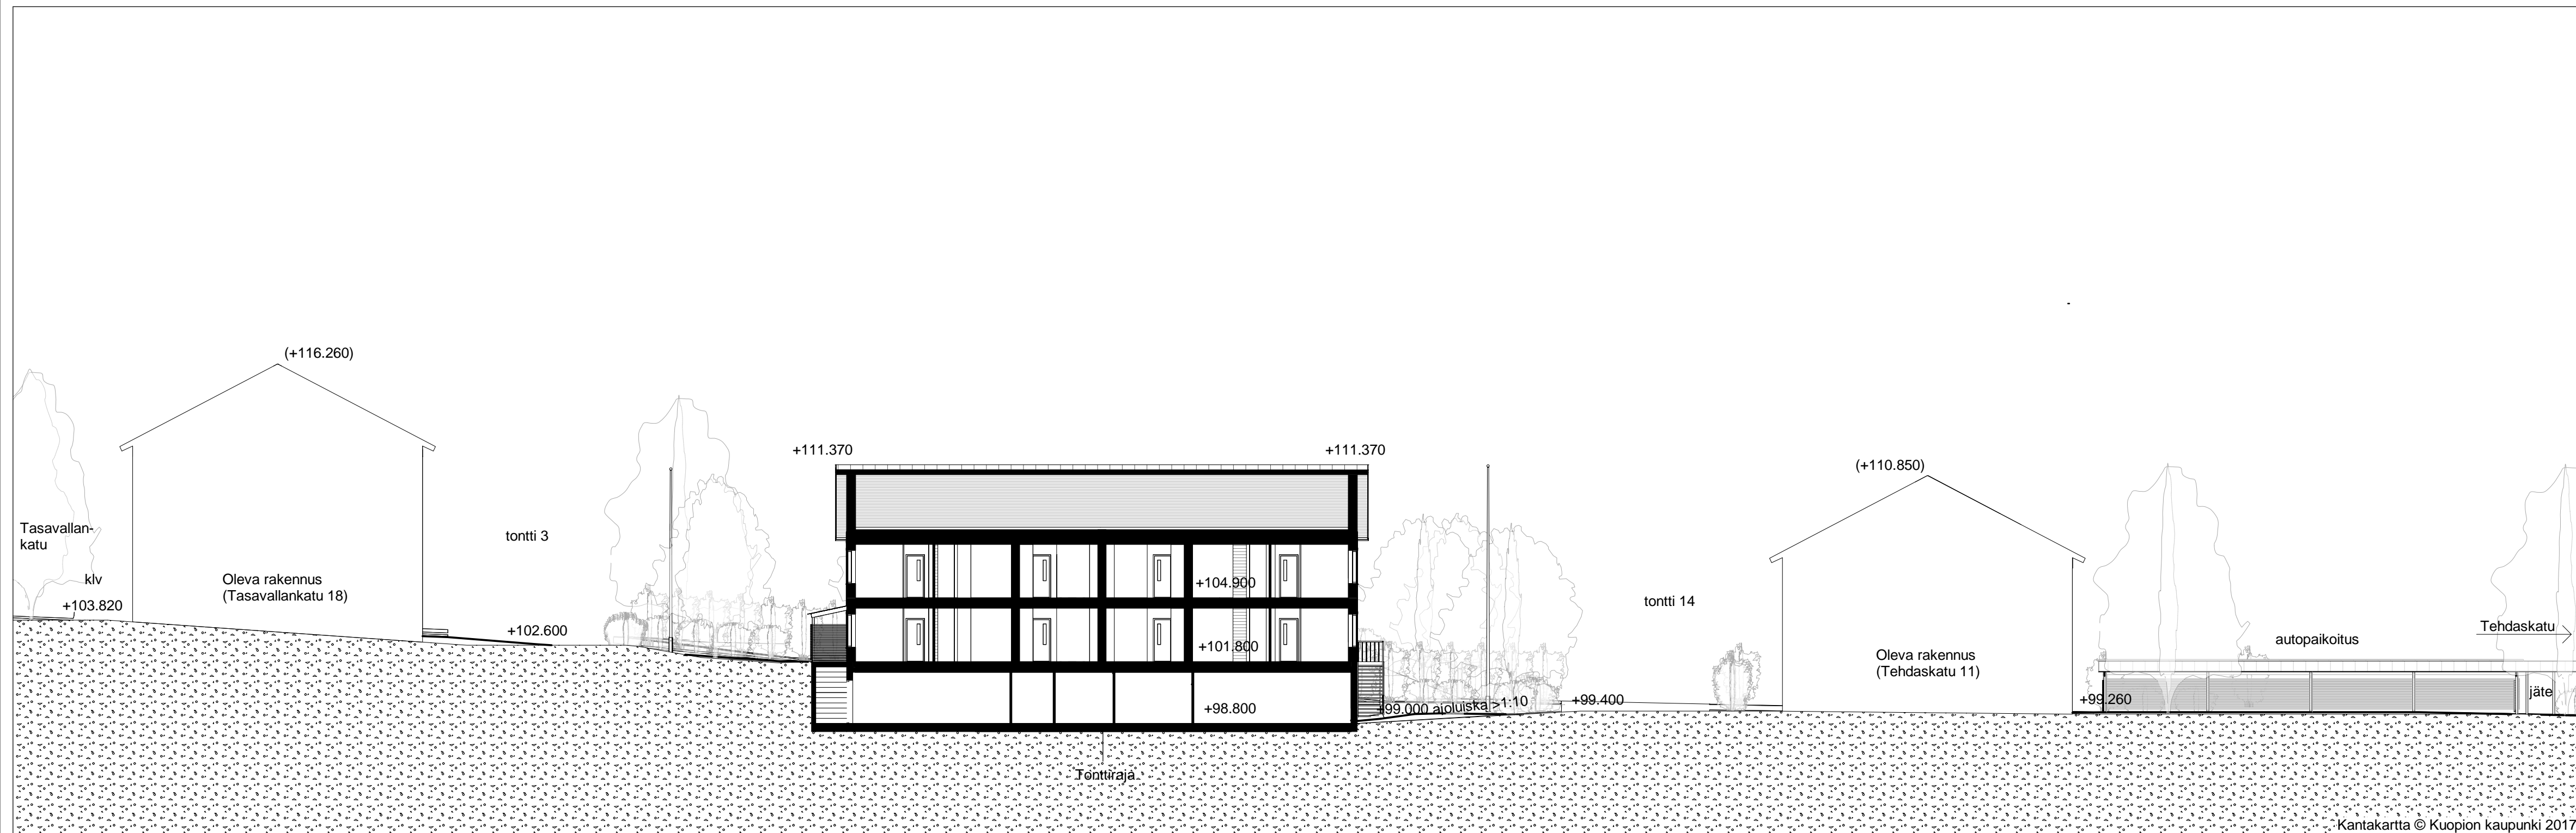 (+116.260)
+111.370
+111.370
(+110.850)
Tasavallan-
katu
tontti 3
klv
Oleva rakennus
(Tasavallankatu 18)
+103.820
+102.600
+104.900
+101.800
+98.800
+99.000 ajoluiska >1:10
+99.400
tontti 14
Oleva rakennus
(Tehdaskatu 11)
+99.260
autopaikoitus
Tehdaskatu
jäte
Tonttiraja
Kantakartta © Kuopion kaupunki 2017